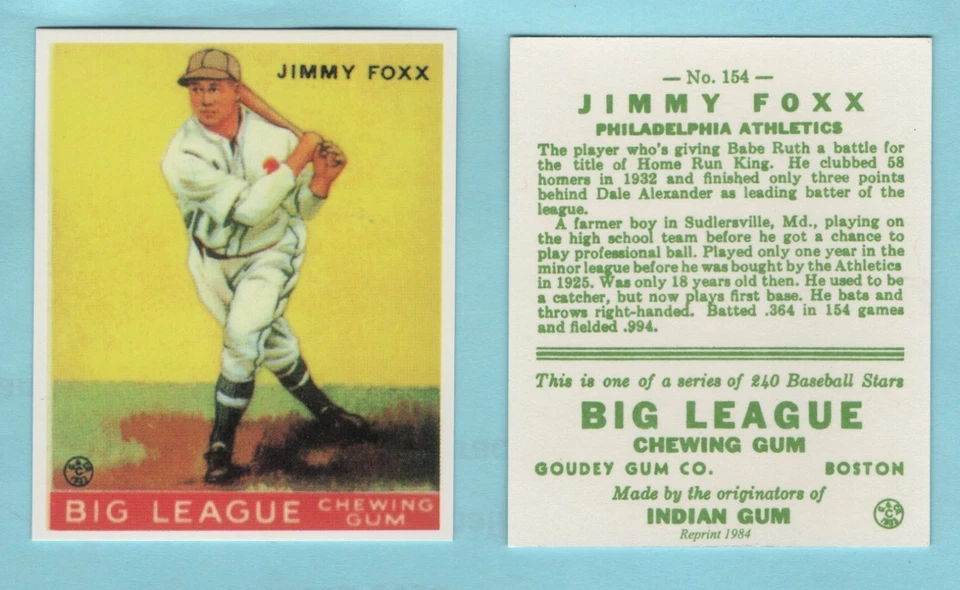 JIMMY FOXX
BIG LEAGUE CHEWING GUM
— No. 154 —
JIMMY FOXX
PHILADELPHIA ATHLETICS
The player who's giving Babe Ruth a battle for
the title of Home Run King. He clubbed 58
homers in 1932 and finished only three points
behind Dale Alexander as leading batter of the
league.
A farmer boy in Sudlersville, Md., playing on
the high school team before he got a chance to
play professional ball. Played only one year in the
minor league before he was bought by the Athletics
in 1925. Was only 18 years old then. He used to be
a catcher, but now plays first base. He bats and
throws right-handed. Batted .364 in 154 games
and fielded .994.
This is one of a series of 240 Baseball Stars
BIG LEAGUE
CHEWING GUM
GOUDEY GUM CO. BOSTON
Made by the originators of
INDIAN GUM
Reprint 1984